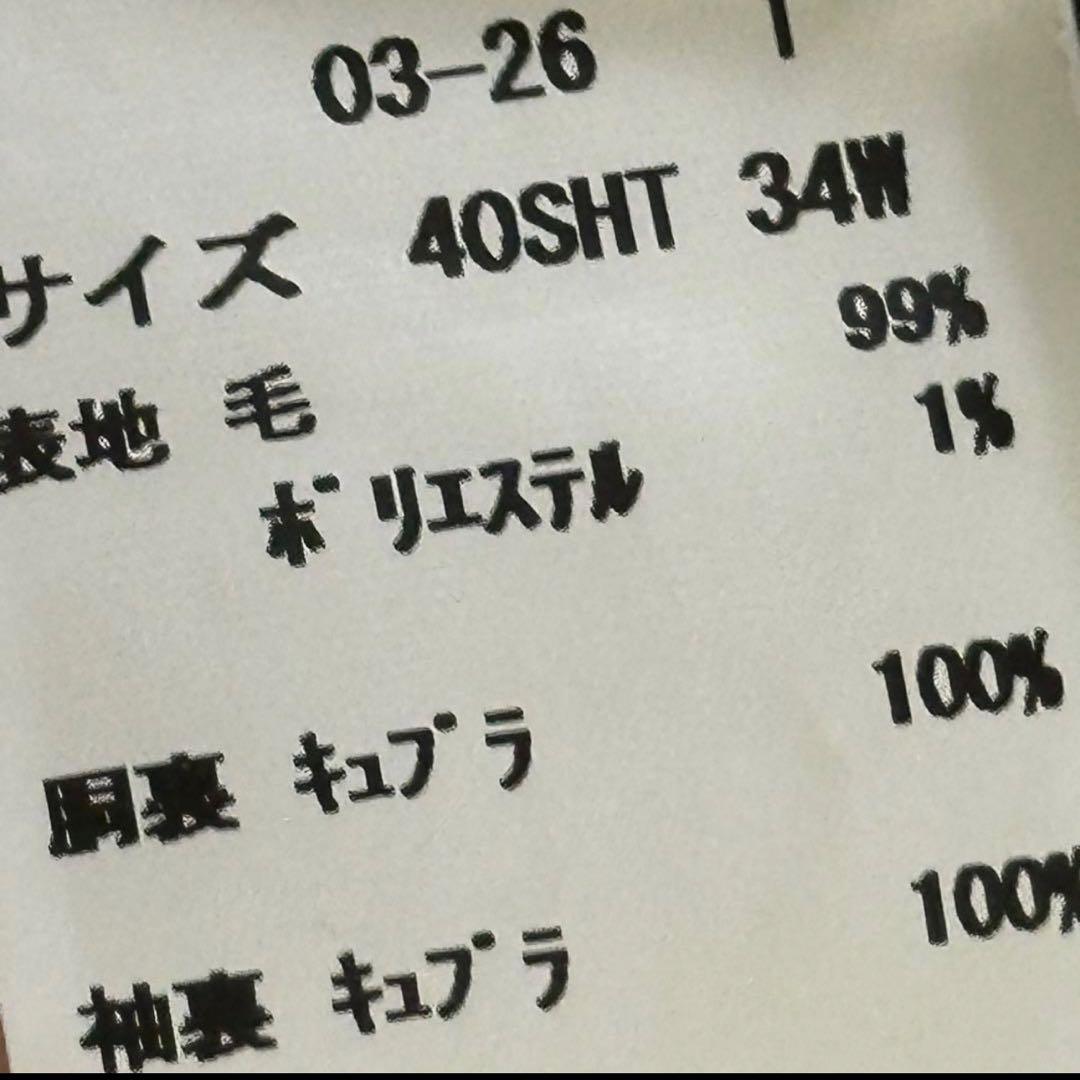 03-26
サイズ 40SHT 34W
表地 毛 99%
ポリエステル 1%
胴裏 キュプラ 100%
袖裏 キュプラ 100%